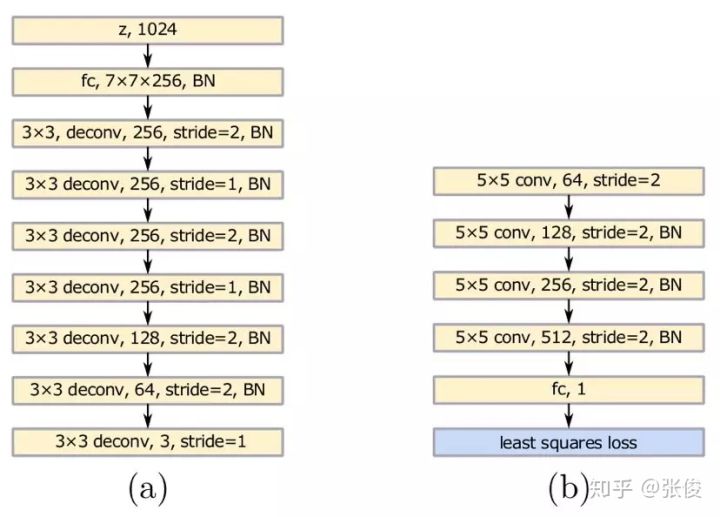 z, 1024
fc, 7×7×256, BN
3×3, deconv, 256, stride=2, BN
3×3 deconv, 256, stride=1, BN
3×3 deconv, 256, stride=2, BN
3×3 deconv, 256, stride=1, BN
3×3 deconv, 128, stride=2, BN
3×3 deconv, 64, stride=2, BN
3×3 deconv, 3, stride=1
(a)
5×5 conv, 64, stride=2
5×5 conv, 128, stride=2, BN
5×5 conv, 256, stride=2, BN
5×5 conv, 512, stride=2, BN
fc, 1
least squares loss
(b)
知乎 @张俊